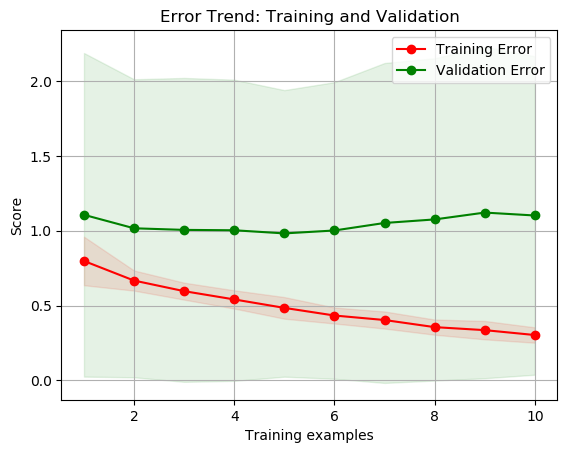 Error Trend: Training and Validation
Training Error
Validation Error
2.0
1.5
1.0
0.5
0.0
Score
2 4 6 8 10
Training examples